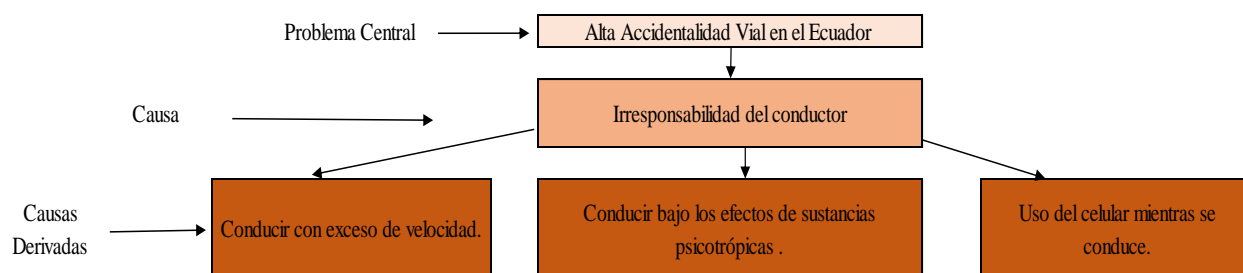 Problema Central
Alta Accidentalidad Vial en el Ecuador
Causa
Irresponsabilidad del conductor
Causas
Derivadas
Conducir con exceso de velocidad.
Conducir bajo los efectos de sustancias
psicotrópicas .
Uso del celular mientras se
conduce.